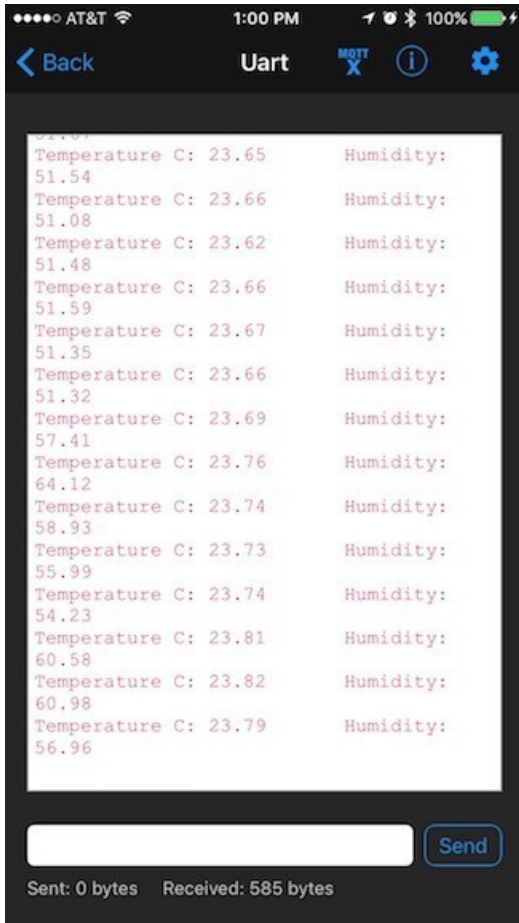 AT&T 1:00 PM 100%
Back Uart MQTT X i
Temperature C: 23.65 Humidity:
51.54
Temperature C: 23.66 Humidity:
51.08
Temperature C: 23.62 Humidity:
51.48
Temperature C: 23.66 Humidity:
51.59
Temperature C: 23.67 Humidity:
51.35
Temperature C: 23.66 Humidity:
51.32
Temperature C: 23.69 Humidity:
57.41
Temperature C: 23.76 Humidity:
64.12
Temperature C: 23.74 Humidity:
58.93
Temperature C: 23.73 Humidity:
55.99
Temperature C: 23.74 Humidity:
54.23
Temperature C: 23.81 Humidity:
60.58
Temperature C: 23.82 Humidity:
60.98
Temperature C: 23.79 Humidity:
56.96
Send
Sent: 0 bytes Received: 585 bytes